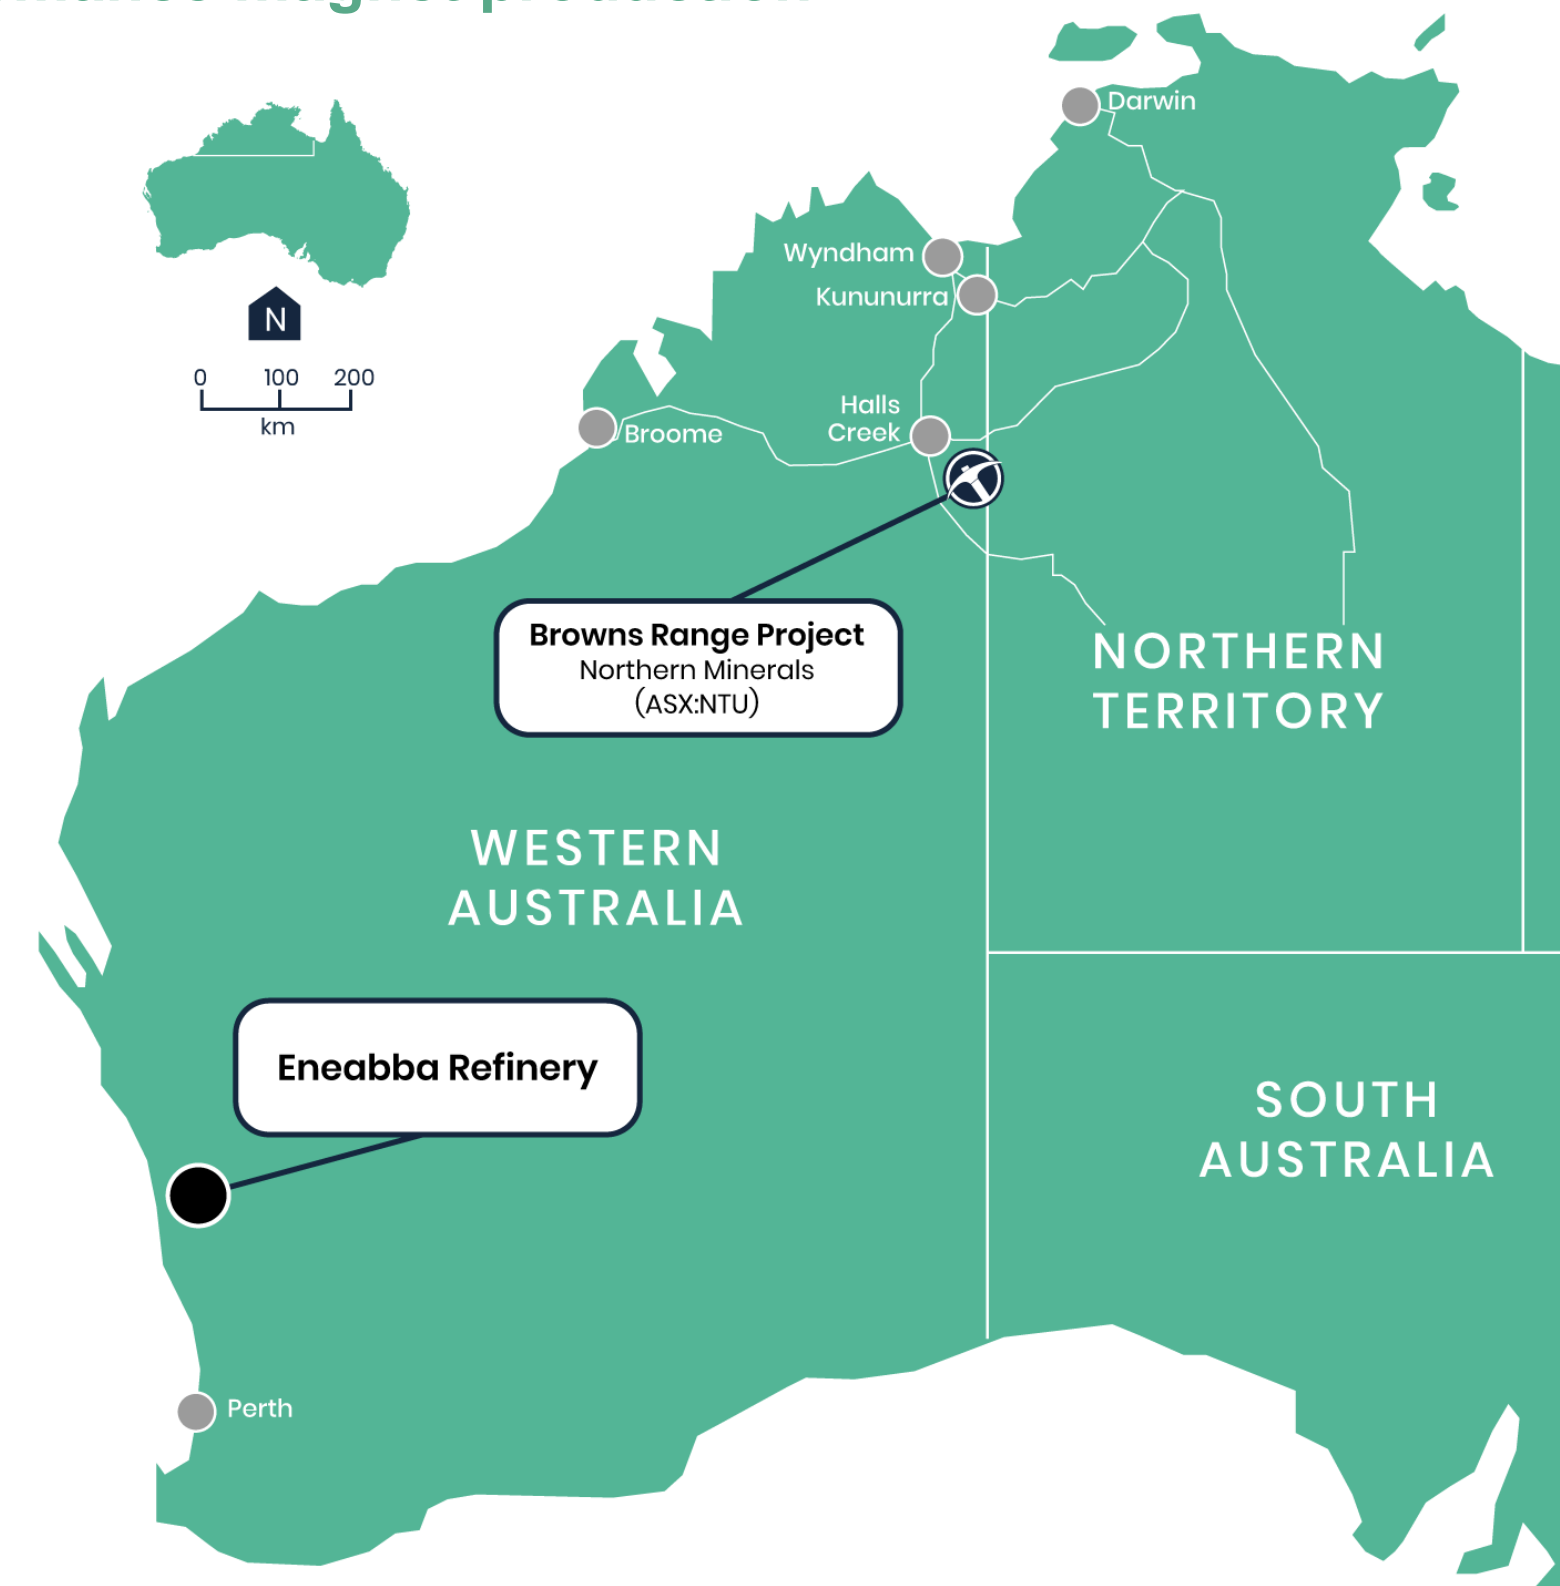 Darwin
Wyndham
Kununurra
N
0 100 200
km
Halls
Creek
Broome
Browns Range Project
Northern Minerals
(ASX:NTU)
NORTHERN
TERRITORY
WESTERN
AUSTRALIA
Eneabba Refinery
SOUTH
AUSTRALIA
Perth